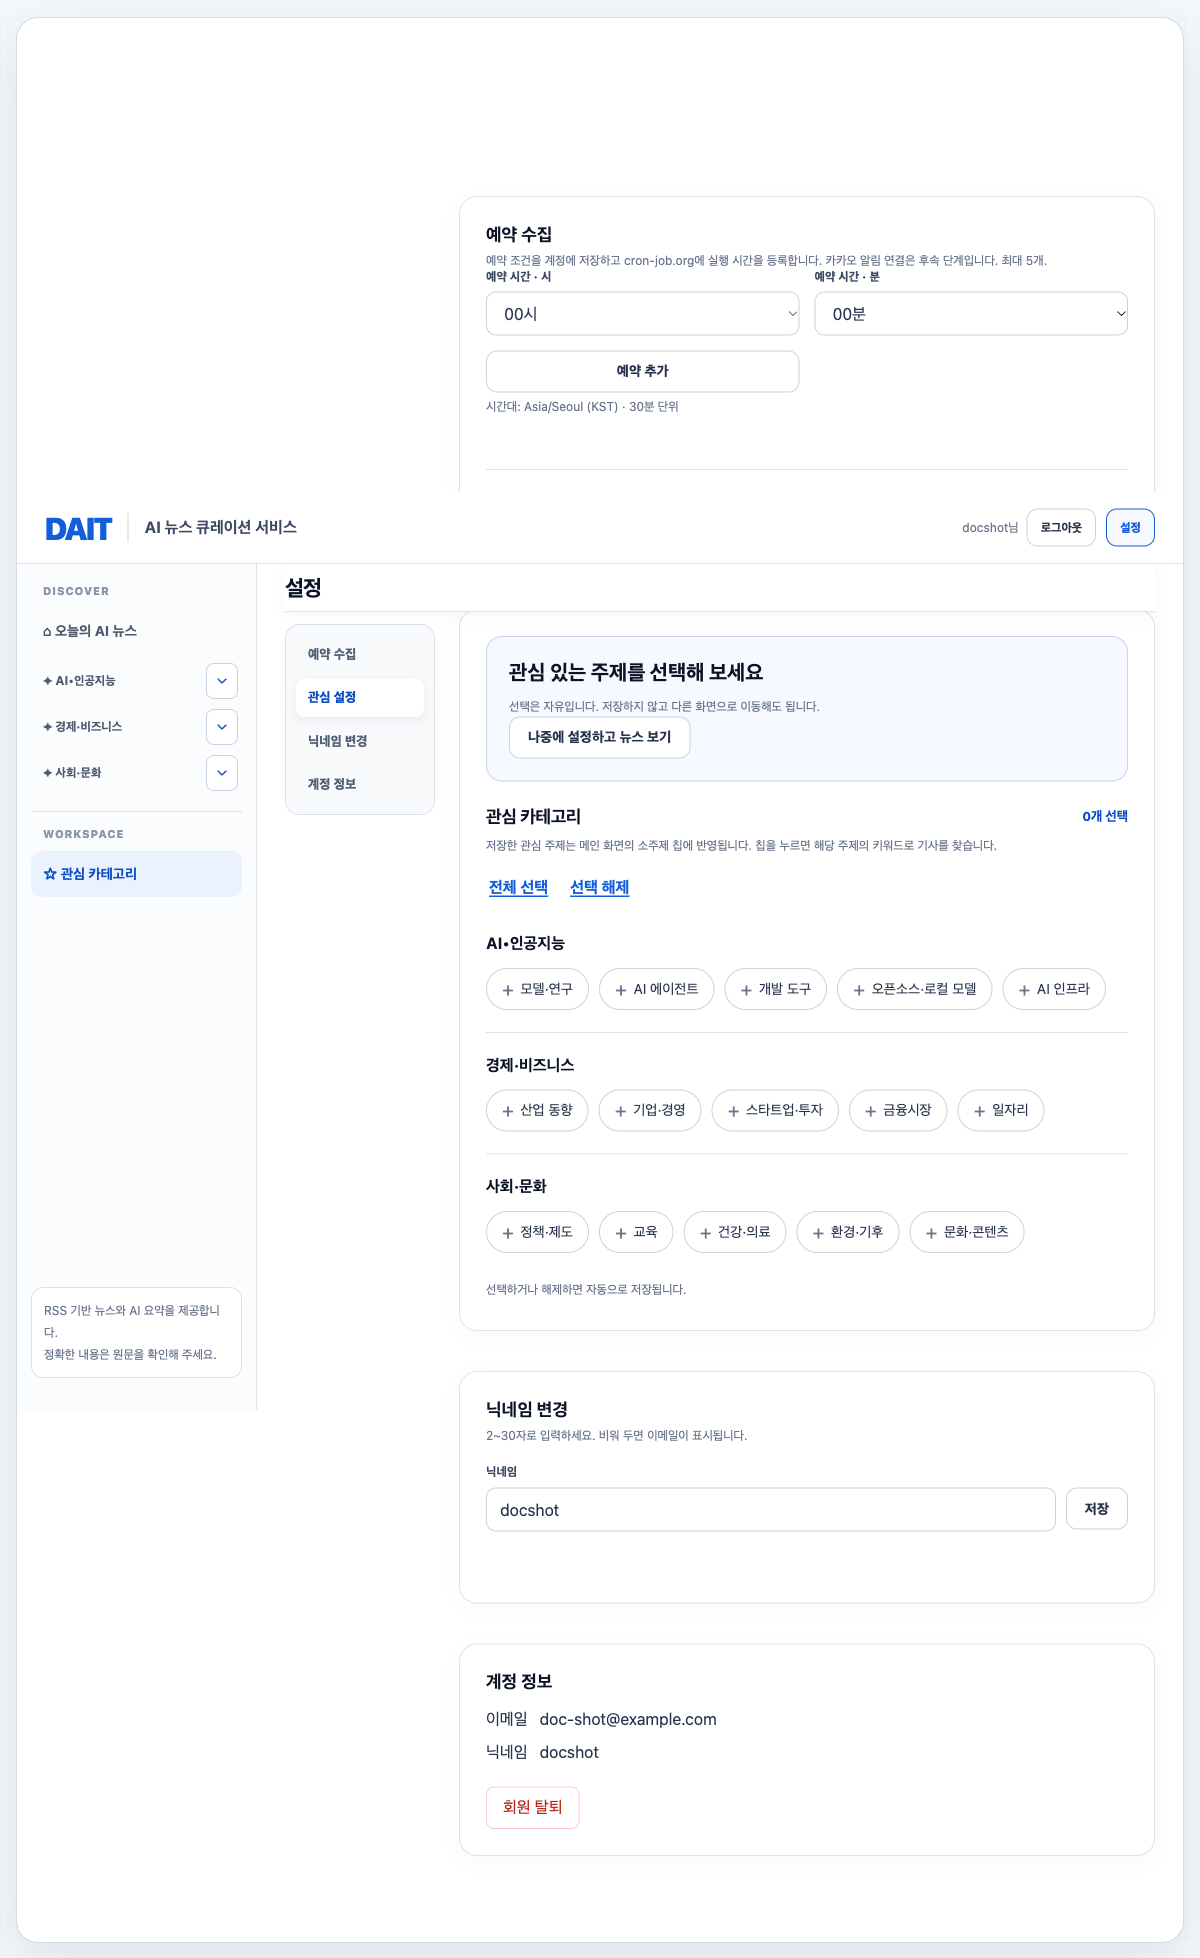 예약 수집
예약 조건을 계정에 저장하고 cron-job.org에 실행 시간을 등록합니다. 카카오 알림 연결은 후속 단계입니다. 최대 5개.
예약 시간 · 시
예약 시간 · 분
00시
00분
예약 추가
시간대: Asia/Seoul (KST) · 30분 단위
DAIT
AI 뉴스 큐레이션 서비스
docshot님
로그아웃
설정
DISCOVER
⌂ 오늘의 AI 뉴스
✦ AI•인공지능
✦ 경제·비즈니스
✦ 사회·문화
WORKSPACE
☆ 관심 카테고리
RSS 기반 뉴스와 AI 요약을 제공합니
다.
정확한 내용은 원문을 확인해 주세요.
설정
예약 수집
관심 설정
닉네임 변경
계정 정보
관심 있는 주제를 선택해 보세요
선택은 자유입니다. 저장하지 않고 다른 화면으로 이동해도 됩니다.
나중에 설정하고 뉴스 보기
관심 카테고리
0개 선택
저장한 관심 주제는 메인 화면의 소주제 칩에 반영됩니다. 칩을 누르면 해당 주제의 키워드로 기사를 찾습니다.
전체 선택
선택 해제
AI•인공지능
+ 모델·연구
+ AI 에이전트
+ 개발 도구
+ 오픈소스·로컬 모델
+ AI 인프라
경제·비즈니스
+ 산업 동향
+ 기업·경영
+ 스타트업·투자
+ 금융시장
+ 일자리
사회·문화
+ 정책·제도
+ 교육
+ 건강·의료
+ 환경·기후
+ 문화·콘텐츠
선택하거나 해제하면 자동으로 저장됩니다.
닉네임 변경
2~30자로 입력하세요. 비워 두면 이메일이 표시됩니다.
닉네임
docshot
저장
계정 정보
이메일 doc-shot@example.com
닉네임 docshot
회원 탈퇴